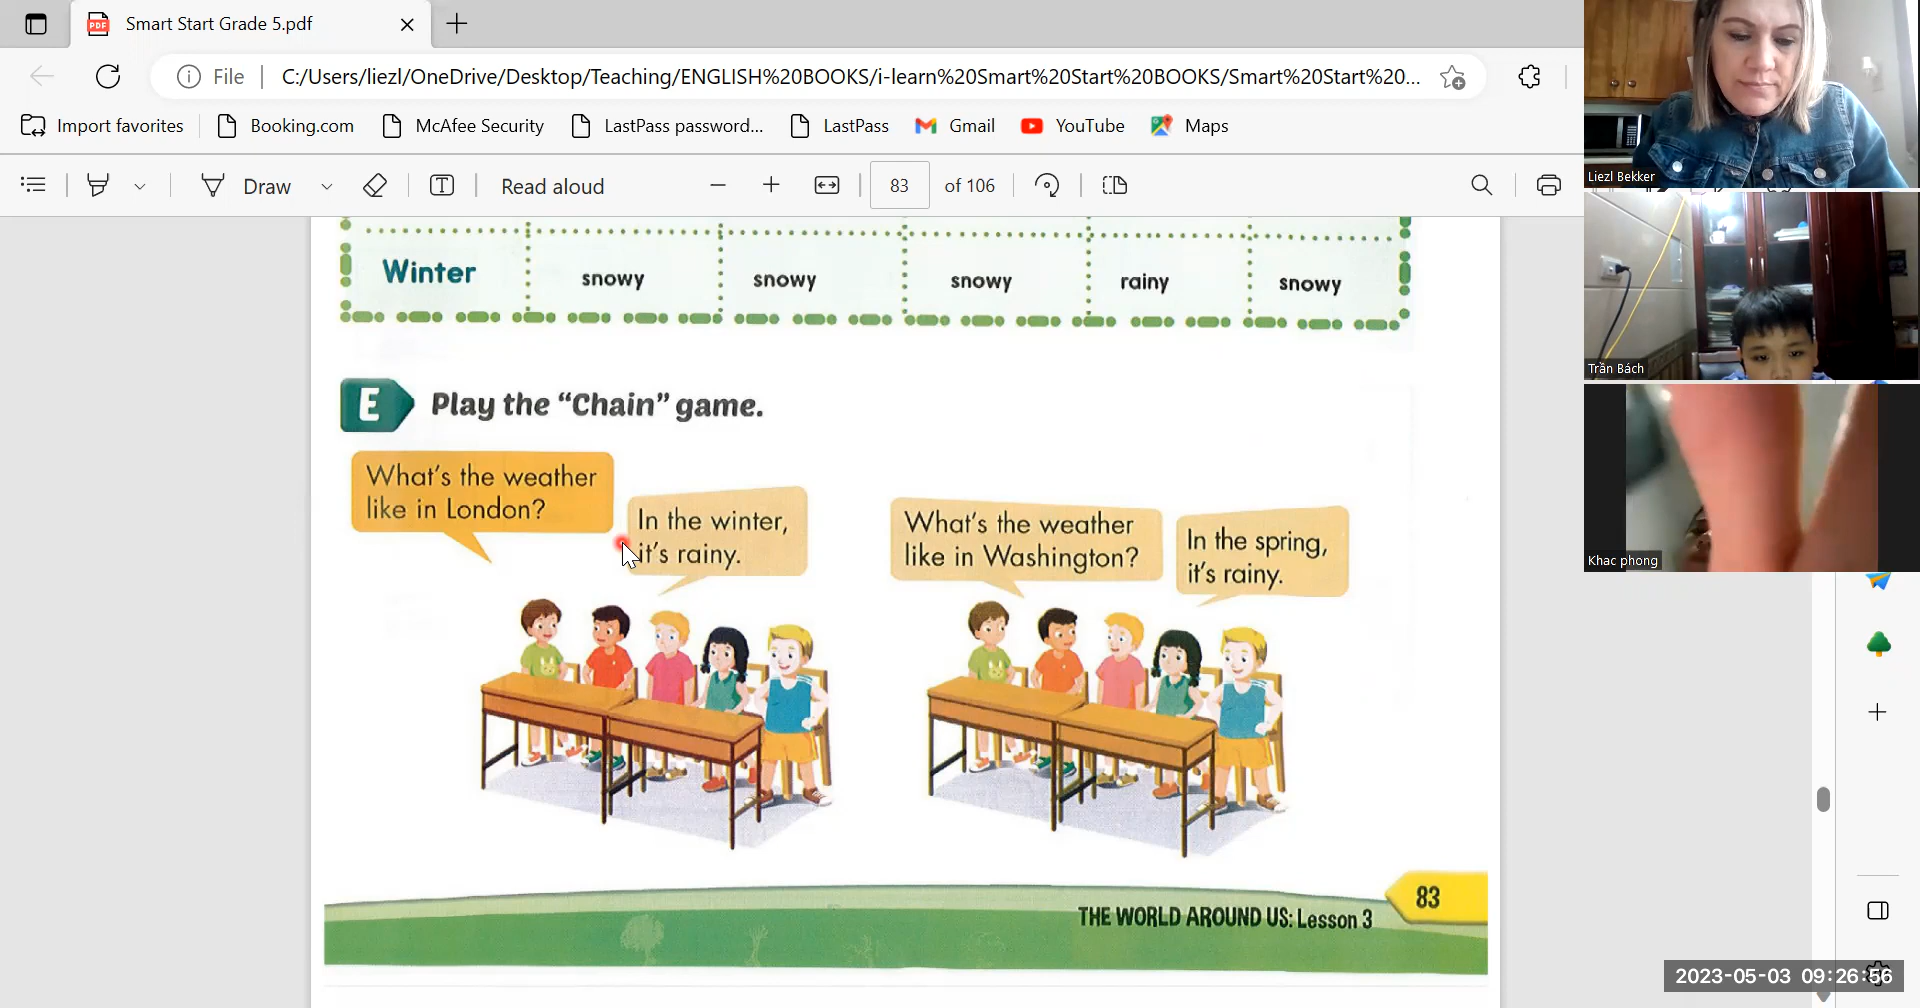 Smart Start Grade 5.pdf
File
C:/Users/liezl/OneDrive/Desktop/Teaching/ENGLISH%20BOOKS/i-learn%20Smart%20Start%20BOOKS/Smart%20Start%20...
Import favorites
Booking.com
McAfee Security
LastPass password...
LastPass
Gmail
YouTube
Maps
Draw
Read aloud
83
of 106
Winter
snowy
snowy
snowy
rainy
snowy
E
Play the “Chain” game.
What's the weather
like in London?
In the winter,
it's rainy.
What's the weather
like in Washington?
In the spring,
it's rainy.
83
THE WORLD AROUND US: Lesson 3
Liezl Bekker
Trần Bách
Khac phong
2023-05-03 09:26:56
PDF